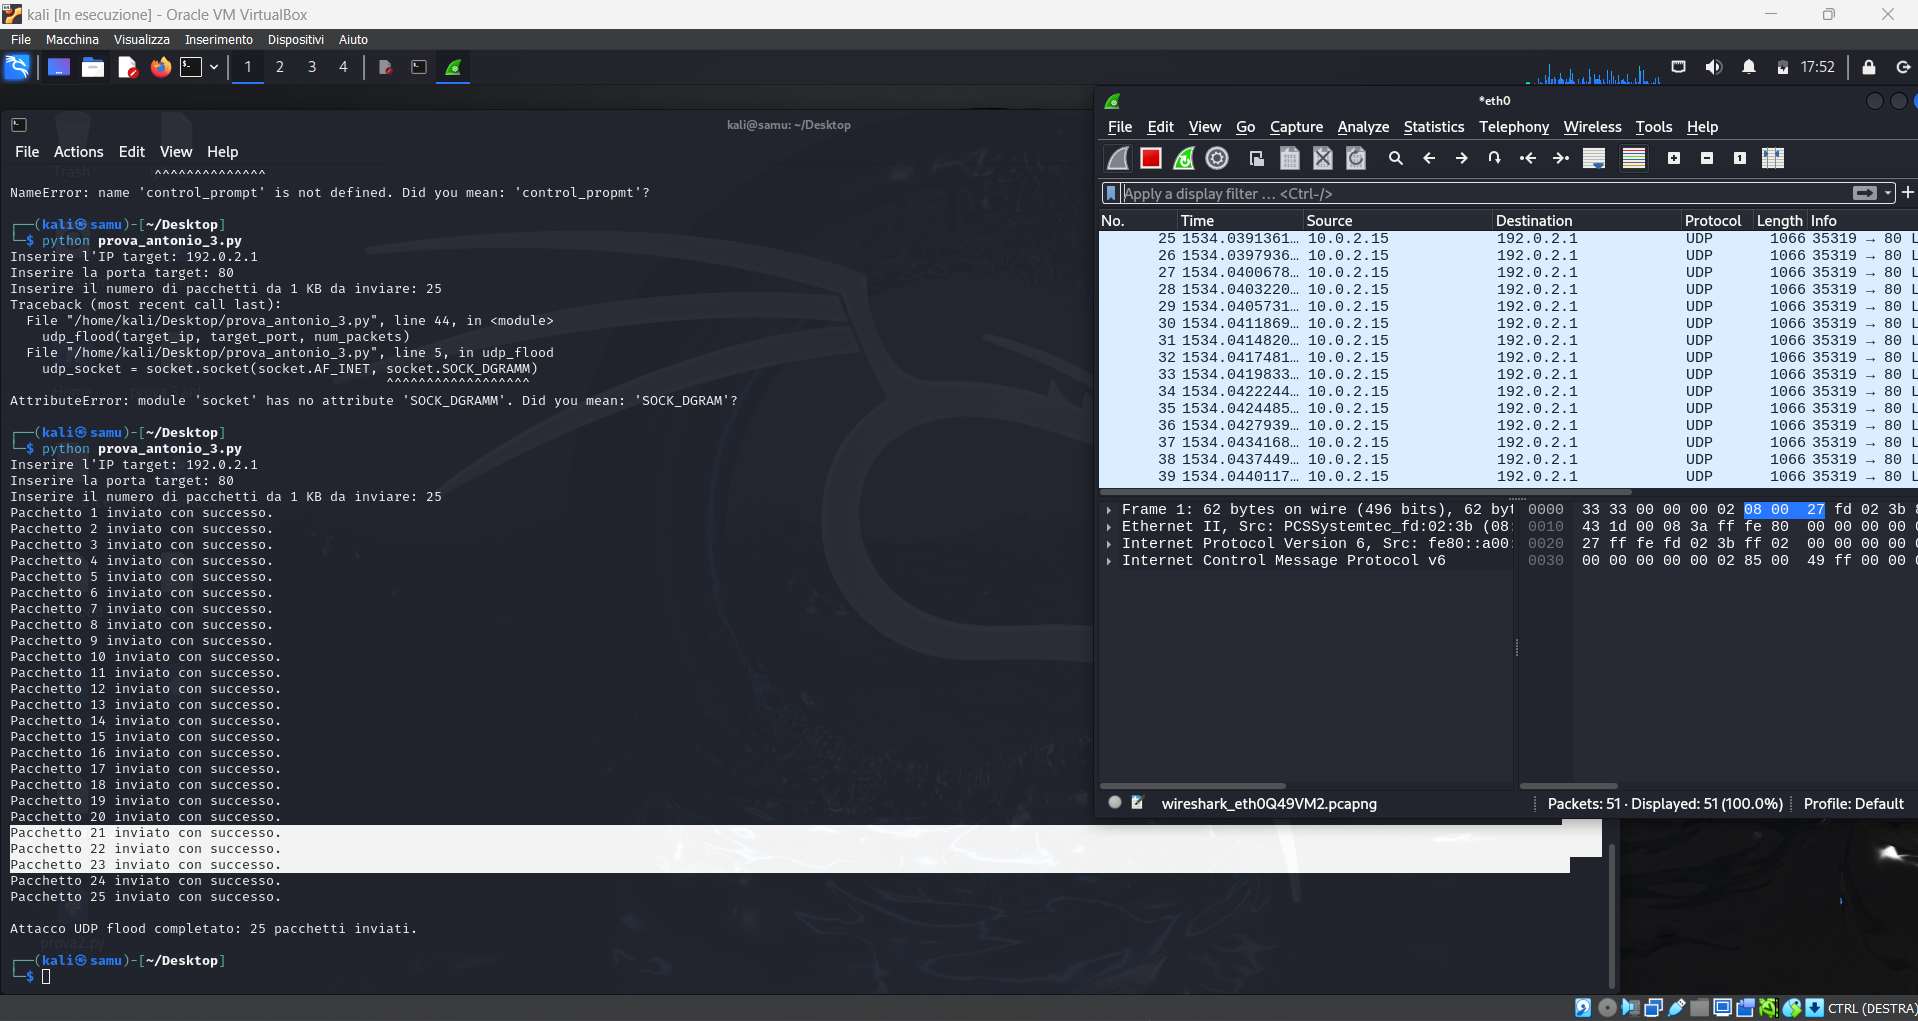 kali [In esecuzione] - Oracle VM VirtualBox
File Macchina Visualizza Inserimento Dispositivi Aiuto
1 2 3 4
17:52
kali@samu: ~/Desktop
File Actions Edit View Help
^^^^^^^^^^^^^^
NameError: name 'control_prompt' is not defined. Did you mean: 'control_propmt'?
┌──(kali㉿samu)-[~/Desktop]
└─$ python prova_antonio_3.py
Inserire l'IP target: 192.0.2.1
Inserire la porta target: 80
Inserire il numero di pacchetti da 1 KB da inviare: 25
Traceback (most recent call last):
File "/home/kali/Desktop/prova_antonio_3.py", line 44, in <module>
udp_flood(target_ip, target_port, num_packets)
File "/home/kali/Desktop/prova_antonio_3.py", line 5, in udp_flood
udp_socket = socket.socket(socket.AF_INET, socket.SOCK_DGRAMM)
^^^^^^^^^^^^^^^^^^
AttributeError: module 'socket' has no attribute 'SOCK_DGRAMM'. Did you mean: 'SOCK_DGRAM'?
┌──(kali㉿samu)-[~/Desktop]
└─$ python prova_antonio_3.py
Inserire l'IP target: 192.0.2.1
Inserire la porta target: 80
Inserire il numero di pacchetti da 1 KB da inviare: 25
Pacchetto 1 inviato con successo.
Pacchetto 2 inviato con successo.
Pacchetto 3 inviato con successo.
Pacchetto 4 inviato con successo.
Pacchetto 5 inviato con successo.
Pacchetto 6 inviato con successo.
Pacchetto 7 inviato con successo.
Pacchetto 8 inviato con successo.
Pacchetto 9 inviato con successo.
Pacchetto 10 inviato con successo.
Pacchetto 11 inviato con successo.
Pacchetto 12 inviato con successo.
Pacchetto 13 inviato con successo.
Pacchetto 14 inviato con successo.
Pacchetto 15 inviato con successo.
Pacchetto 16 inviato con successo.
Pacchetto 17 inviato con successo.
Pacchetto 18 inviato con successo.
Pacchetto 19 inviato con successo.
Pacchetto 20 inviato con successo.
Pacchetto 21 inviato con successo.
Pacchetto 22 inviato con successo.
Pacchetto 23 inviato con successo.
Pacchetto 24 inviato con successo.
Pacchetto 25 inviato con successo.
Attacco UDP flood completato: 25 pacchetti inviati.
prova2.py
┌──(kali㉿samu)-[~/Desktop]
└─$
*eth0
File Edit View Go Capture Analyze Statistics Telephony Wireless Tools Help
Apply a display filter ... <Ctrl-/>
No. Time Source Destination Protocol Length Info
25 1534.0391361… 10.0.2.15 192.0.2.1 UDP 1066 35319 → 80 L
26 1534.0397936… 10.0.2.15 192.0.2.1 UDP 1066 35319 → 80 L
27 1534.0400678… 10.0.2.15 192.0.2.1 UDP 1066 35319 → 80 L
28 1534.0403220… 10.0.2.15 192.0.2.1 UDP 1066 35319 → 80 L
29 1534.0405731… 10.0.2.15 192.0.2.1 UDP 1066 35319 → 80 L
30 1534.0411869… 10.0.2.15 192.0.2.1 UDP 1066 35319 → 80 L
31 1534.0414820… 10.0.2.15 192.0.2.1 UDP 1066 35319 → 80 L
32 1534.0417481… 10.0.2.15 192.0.2.1 UDP 1066 35319 → 80 L
33 1534.0419833… 10.0.2.15 192.0.2.1 UDP 1066 35319 → 80 L
34 1534.0422244… 10.0.2.15 192.0.2.1 UDP 1066 35319 → 80 L
35 1534.0424485… 10.0.2.15 192.0.2.1 UDP 1066 35319 → 80 L
36 1534.0427939… 10.0.2.15 192.0.2.1 UDP 1066 35319 → 80 L
37 1534.0434168… 10.0.2.15 192.0.2.1 UDP 1066 35319 → 80 L
38 1534.0437449… 10.0.2.15 192.0.2.1 UDP 1066 35319 → 80 L
39 1534.0440117… 10.0.2.15 192.0.2.1 UDP 1066 35319 → 80 L
Frame 1: 62 bytes on wire (496 bits), 62 byt
Ethernet II, Src: PCSSystemtec_fd:02:3b (08:
Internet Protocol Version 6, Src: fe80::a00:
Internet Control Message Protocol v6
0000 33 33 00 00 00 02 08 00 27 fd 02 3b
0010 43 1d 00 08 3a ff fe 80 00 00 00 00
0020 27 ff fe fd 02 3b ff 02 00 00 00 00
0030 00 00 00 00 00 02 85 00 49 ff 00 00
wireshark_eth0Q49VM2.pcapng
Packets: 51 · Displayed: 51 (100.0%)
Profile: Default
CTRL (DESTRA)